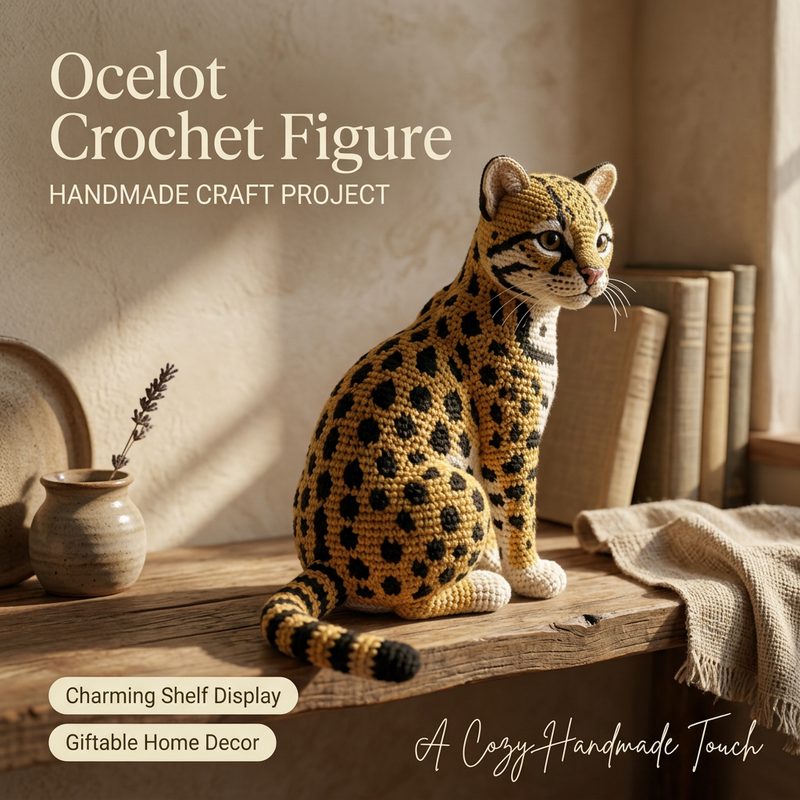 Ocelot
Crochet Figure
HANDMADE CRAFT PROJECT
Charming Shelf Display
Giftable Home Decor
A Cozy Handmade Touch